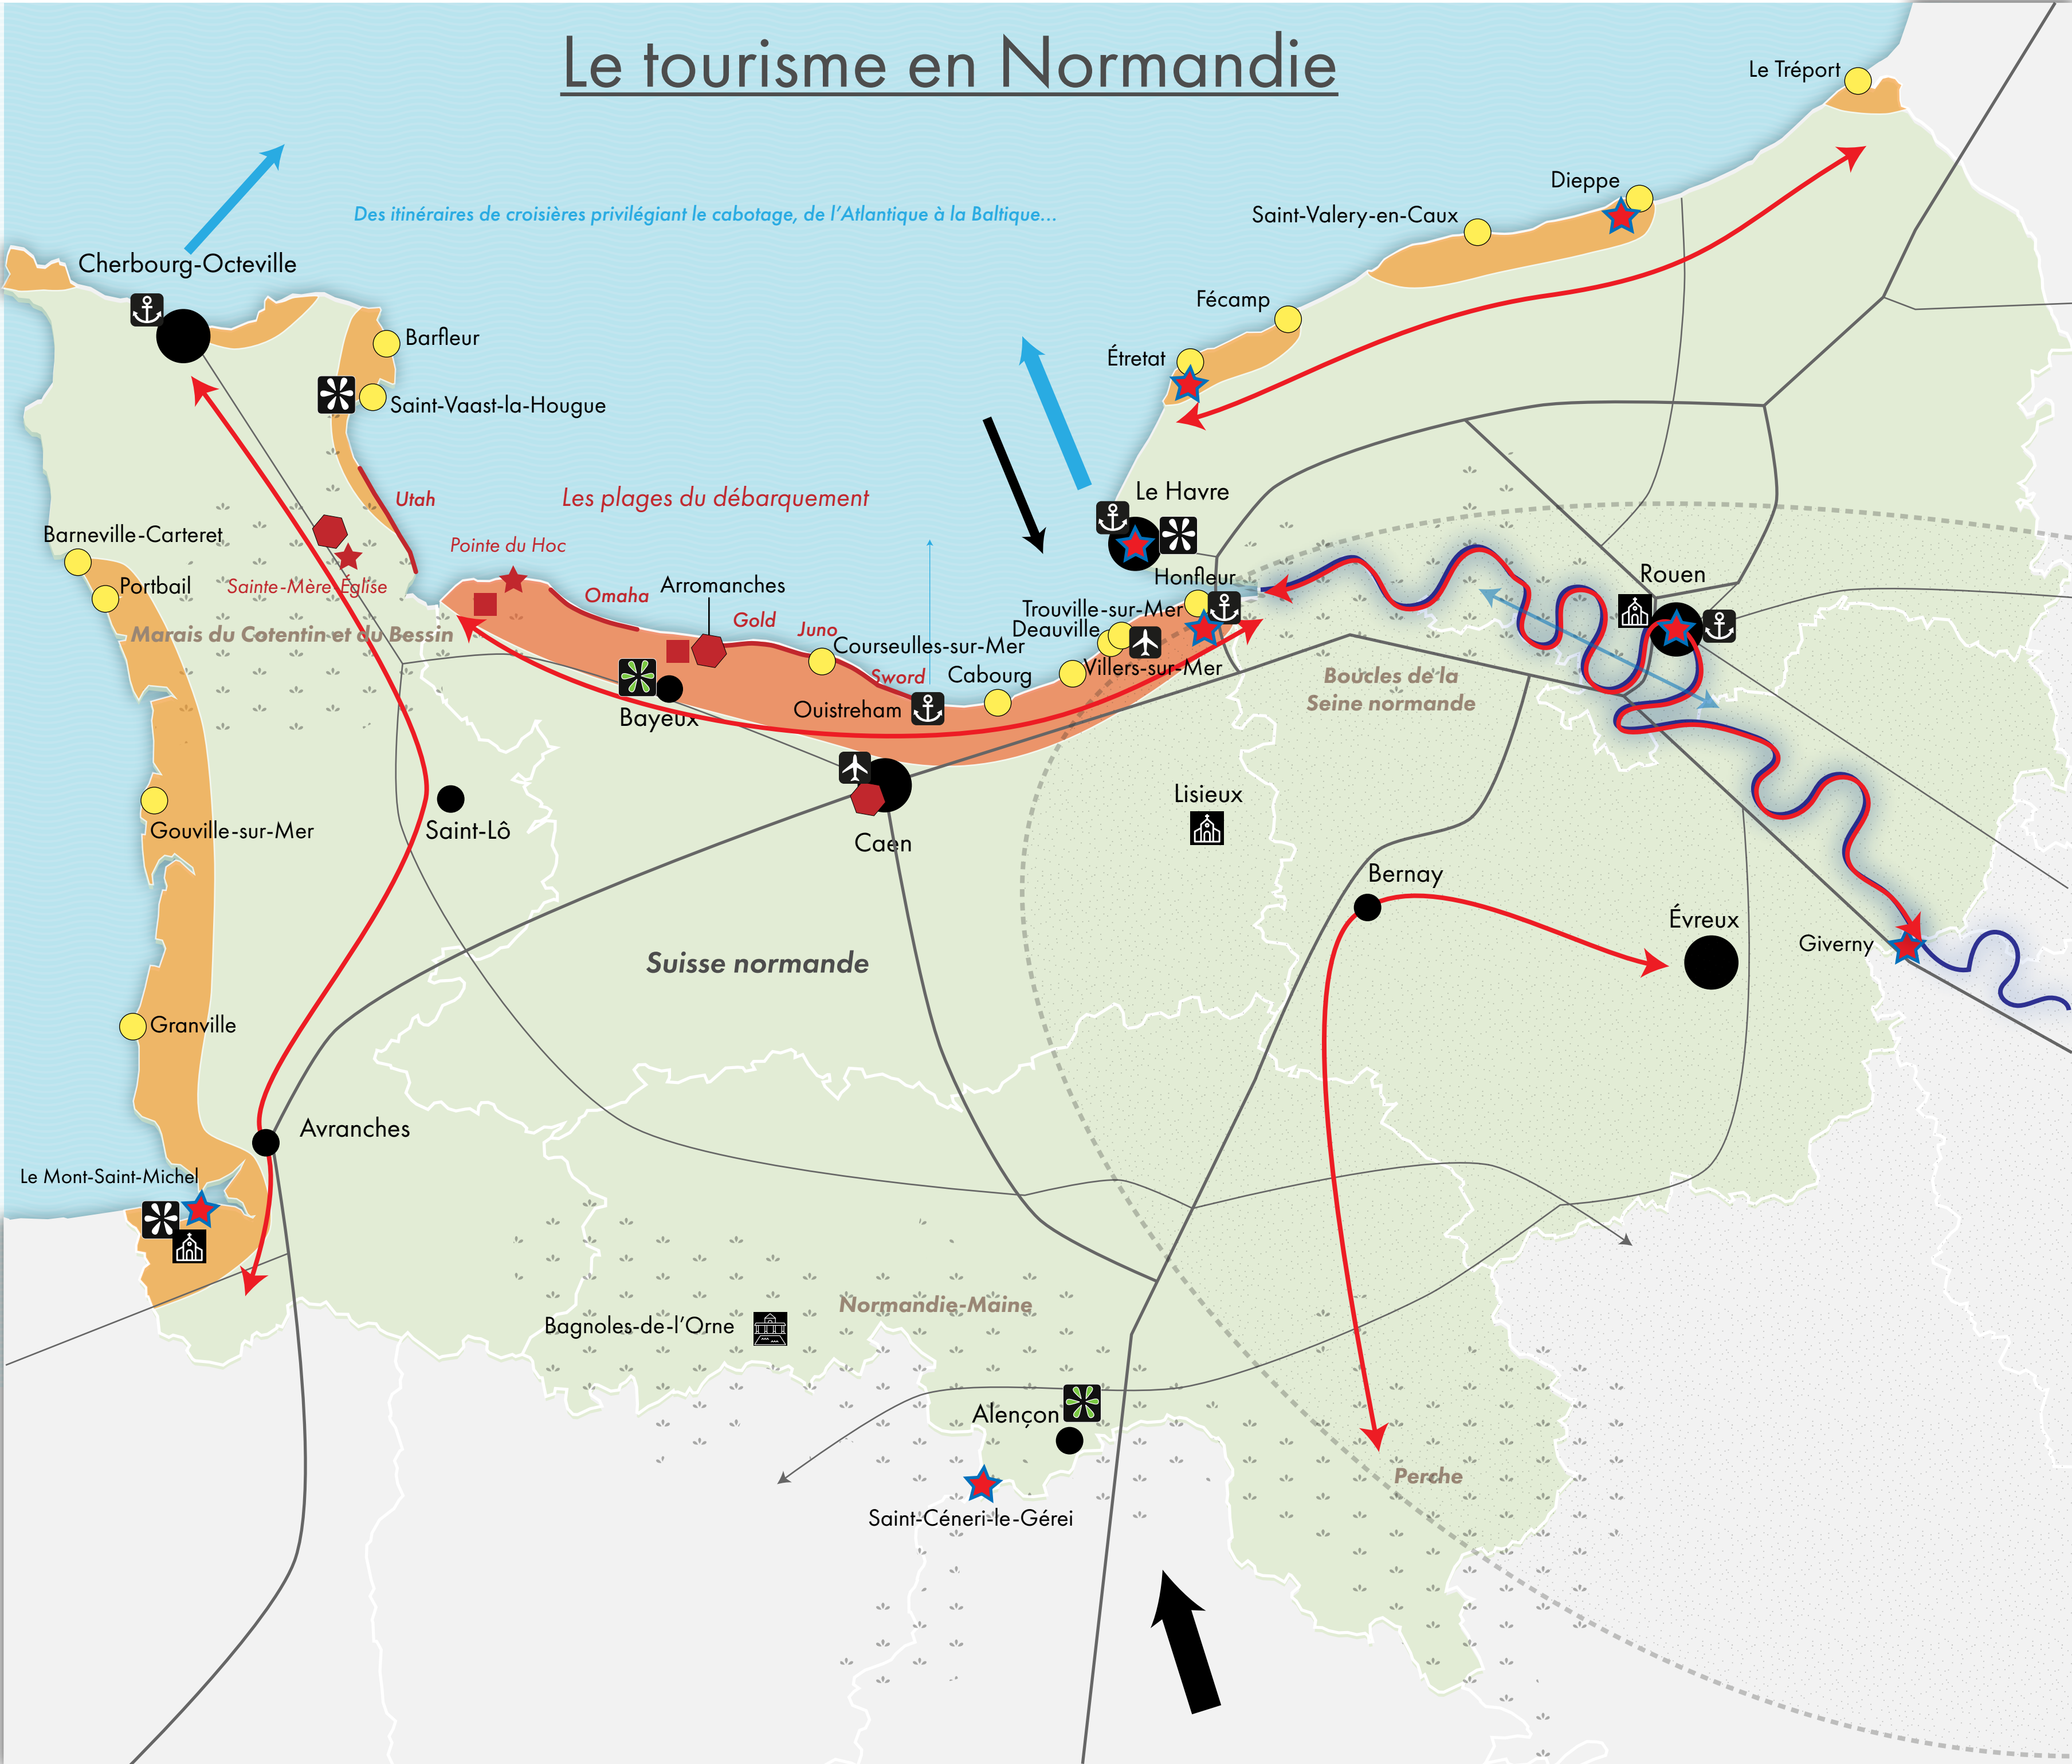 Le tourisme en Normandie
Le Tréport
Dieppe
Des itinéraires de croisières privilégiant le cabotage, de l'Atlantique à la Baltique...
Saint-Valery-en-Caux
Cherbourg-Octeville
Fécamp
Barfleur
Étretat
Saint-Vaast-la-Hougue
Utah
Les plages du débarquement
Le Havre
Barneville-Carteret
Pointe du Hoc
Rouen
Honfleur
Portbail
Sainte-Mère Église
Arromanches
Omaha
Trouville-sur-Mer
Gold
Juno
Deauville
Marais du Cotentin et du Bessin
Courseulles-sur-Mer
Villers-sur-Mer
Sword
Cabourg
Boucles de la
Seine normande
Ouistreham
Bayeux
Lisieux
Gouville-sur-Mer
Saint-Lô
Caen
Bernay
Évreux
Giverny
Suisse normande
Granville
Avranches
Le Mont-Saint-Michel
Normandie-Maine
Bagnoles-de-l'Orne
Alençon
Perche
Saint-Céneri-le-Gérei